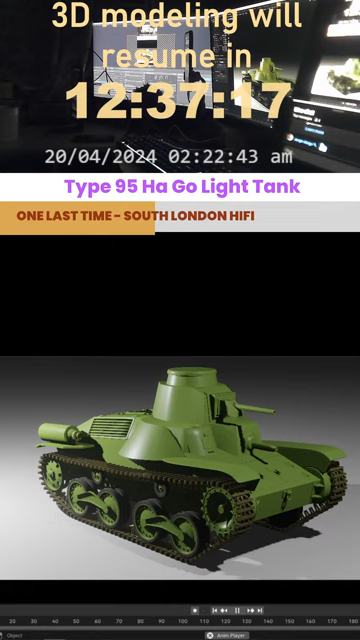 3D modeling will
resume in
12:37:17
20/04/2024 02:22:43 am
Type 95 Ha Go Light Tank
ONE LAST TIME - SOUTH LONDON HIFI
20 30 40 50 60 70 80 90 100 110 120 130 140 150 160 170 180
Object
Anim Player